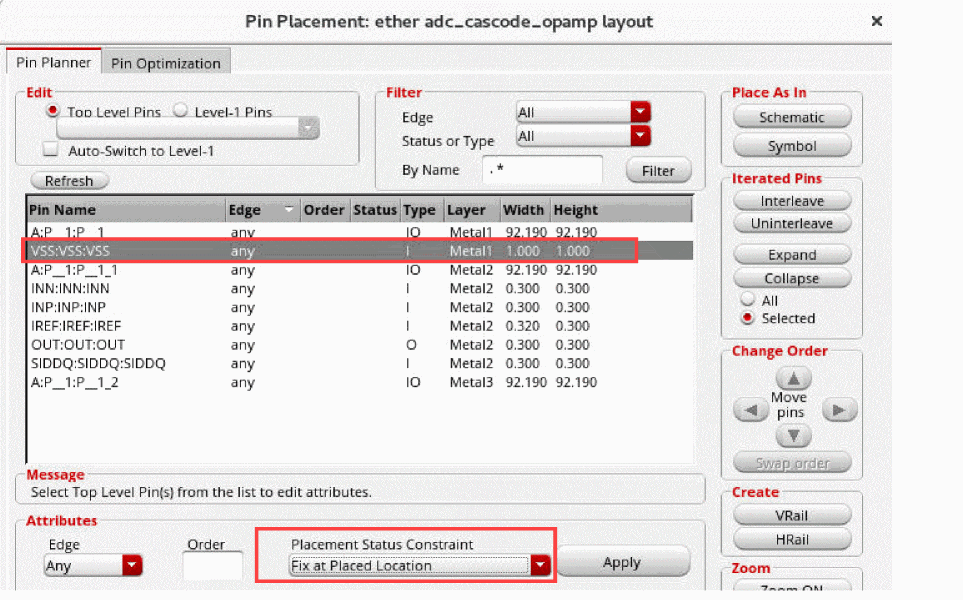 Pin Placement: ether adc_cascode_opamp layout
Pin Planner
Pin Optimization
Edit
Top Level Pins
Level-1 Pins
Auto-Switch to Level-1
Refresh
Filter
Edge
All
Status or Type
All
By Name
.*
Filter
Pin Name Edge Order Status Type Layer Width Height
A:P__1:P__1 any IO Metal1 92.190 92.190
VSS:VSS:VSS any I Metal1 1.000 1.000
A:P__1:P__1_1 any IO Metal2 92.190 92.190
INN:INN:INN any I Metal2 0.300 0.300
INP:INP:INP any I Metal2 0.300 0.300
IREF:IREF:IREF any I Metal2 0.320 0.300
OUT:OUT:OUT any O Metal2 0.300 0.300
SIDDQ:SIDDQ:SIDDQ any I Metal2 0.300 0.300
A:P__1:P__1_2 any IO Metal3 92.190 92.190
Message
Select Top Level Pin(s) from the list to edit attributes.
Attributes
Edge
Any
Order
Placement Status Constraint
Fix at Placed Location
Apply
Place As In
Schematic
Symbol
Iterated Pins
Interleave
Uninterleave
Expand
Collapse
All
Selected
Change Order
Move
pins
Swap order
Create
VRail
HRail
Zoom
Zoom ON